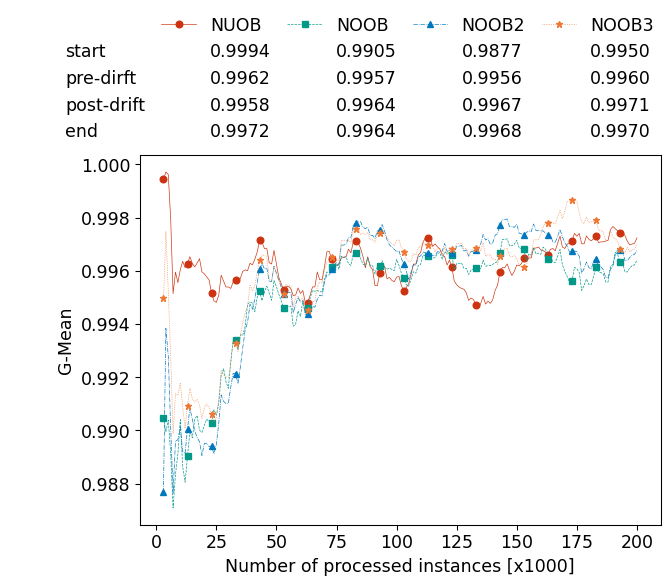 NUOB NOOB NOOB2 NOOB3
start 0.9994 0.9905 0.9877 0.9950
pre-dirft 0.9962 0.9957 0.9956 0.9960
post-drift 0.9958 0.9964 0.9967 0.9971
end 0.9972 0.9964 0.9968 0.9970
1.000
0.998
0.996
0.994
0.992
0.990
0.988
G-Mean
0 25 50 75 100 125 150 175 200
Number of processed instances [x1000]